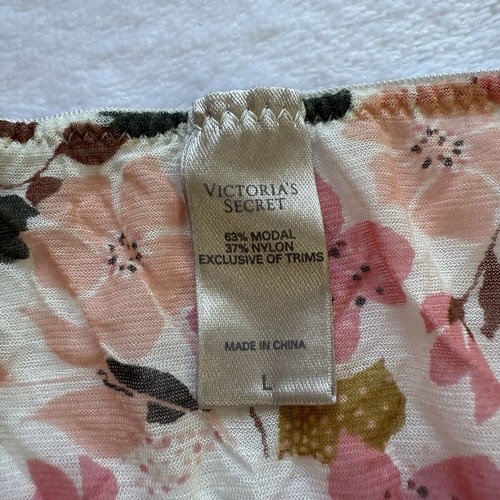 VICTORIA'S
SECRET
63% MODAL
37% NYLON
EXCLUSIVE OF TRIMS
MADE IN CHINA
L